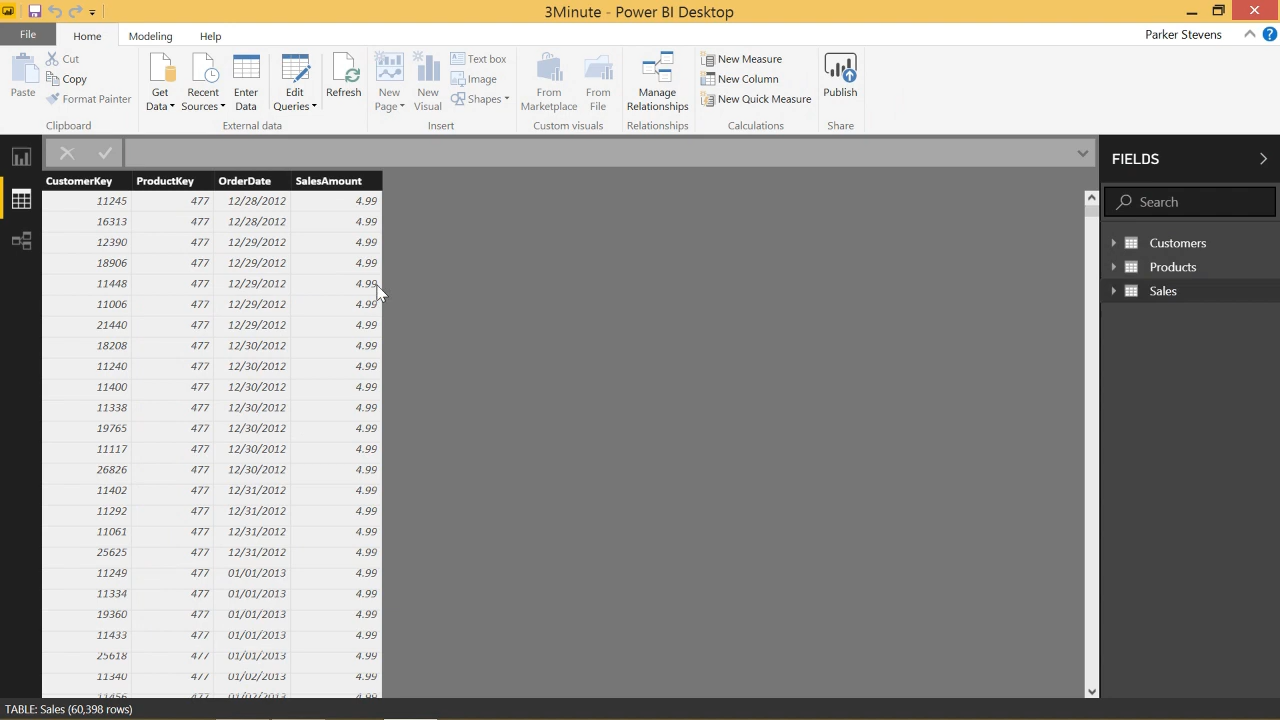 3Minute - Power BI Desktop
File Home Modeling Help Parker Stevens ?
Paste
Cut
Copy
Format Painter
Clipboard
Get Data
Recent Sources
Enter Data
Edit Queries
Refresh
External data
New Page
New Visual
Text box
Image
Shapes
Insert
From Marketplace
From File
Custom visuals
Manage Relationships
Relationships
New Measure
New Column
New Quick Measure
Calculations
Publish
Share
CustomerKey ProductKey OrderDate SalesAmount
11245 477 12/28/2012 4.99
16313 477 12/28/2012 4.99
12390 477 12/29/2012 4.99
18906 477 12/29/2012 4.99
11448 477 12/29/2012 4.99
11006 477 12/29/2012 4.99
21440 477 12/29/2012 4.99
18208 477 12/30/2012 4.99
11240 477 12/30/2012 4.99
11400 477 12/30/2012 4.99
11338 477 12/30/2012 4.99
19765 477 12/30/2012 4.99
11117 477 12/30/2012 4.99
26826 477 12/30/2012 4.99
11402 477 12/31/2012 4.99
11292 477 12/31/2012 4.99
11061 477 12/31/2012 4.99
25625 477 12/31/2012 4.99
11249 477 01/01/2013 4.99
11334 477 01/01/2013 4.99
19360 477 01/01/2013 4.99
11433 477 01/01/2013 4.99
25618 477 01/01/2013 4.99
11340 477 01/02/2013 4.99
11456 477 01/02/2013 4.99
FIELDS
Search
Customers
Products
Sales
TABLE: Sales (60,398 rows)